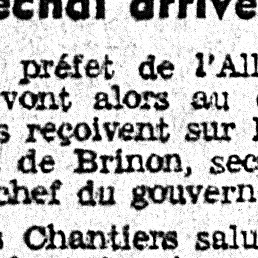 échal arrive
préfet de l'All
vont alors au
s reçoivent sur l
de Brinon, sec
chef du gouvern
s Chantiers salu